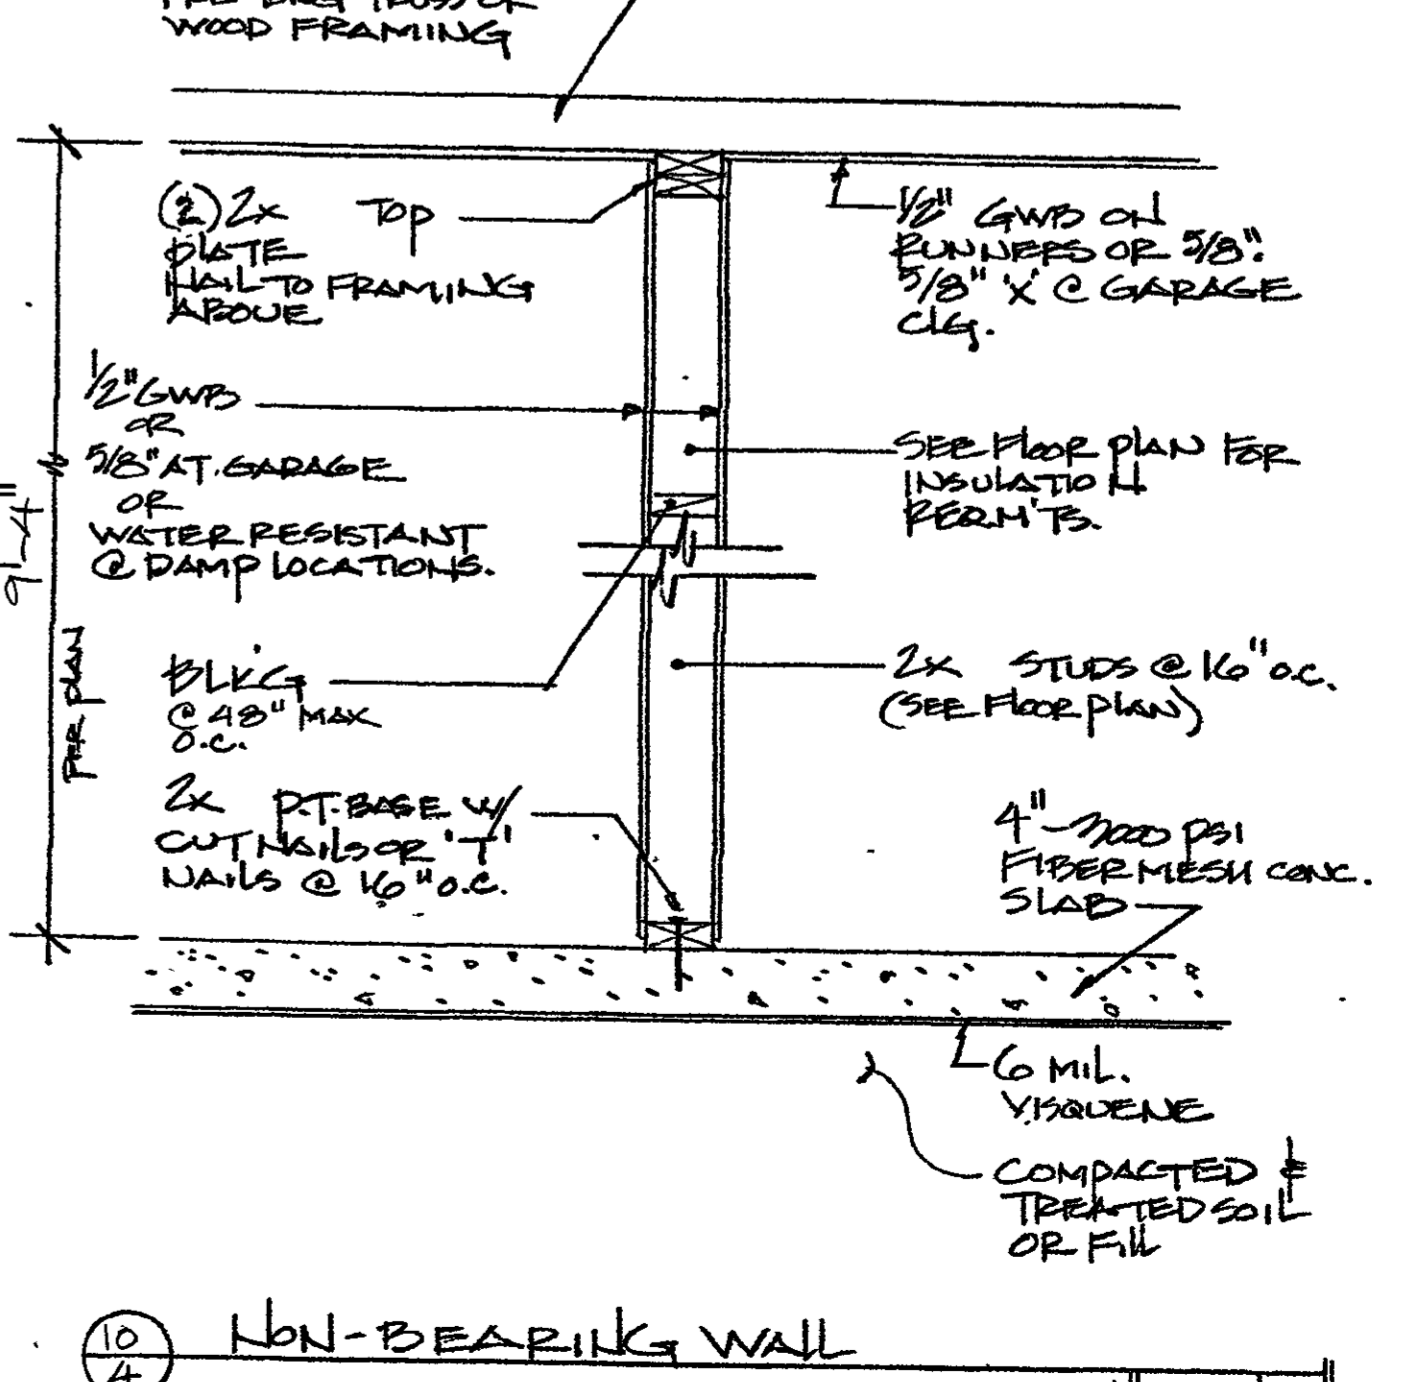 WOOD FRAMING
(2) 2x TOP
PLATE
NAIL TO FRAMING
ABOVE
1/2" GWB ON
RUNNERS OR 5/8".
5/8" 'X' @ GARAGE
CLG.
1/2" GWB
OR
5/8" AT. GARAGE
OR
WATER RESISTANT
@ DAMP LOCATIONS.
SEE FLOOR PLAN FOR
INSULATION
REQM'TS.
9'-4"
PER PLAN
BLK'G
@ 48" MAX
O.C.
2x STUDS @ 16" O.C.
(SEE FLOOR PLAN)
2x P.T. BASE W/
CUT NAILS OR 'T'
NAILS @ 16" O.C.
4"-3000 PSI
FIBERMESH CONC.
SLAB
6 MIL.
VISQUENE
COMPACTED &
TREATED SOIL
OR FILL
10
4
NON-BEARING WALL